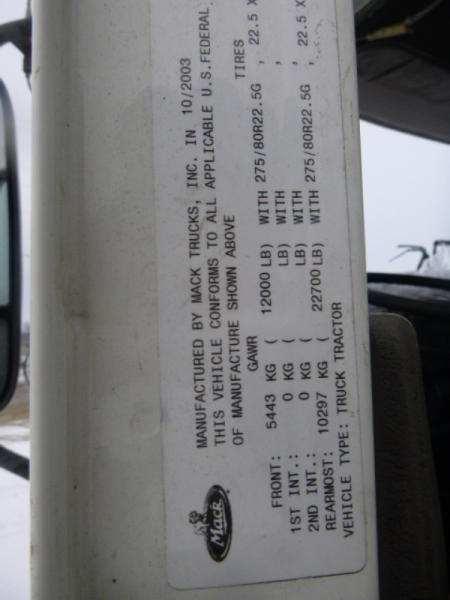 Mack
MANUFACTURED BY MACK TRUCKS, INC. IN 10/2003
THIS VEHICLE CONFORMS TO ALL APPLICABLE U.S. FEDERAL
OF MANUFACTURE SHOWN ABOVE
GAWR TIRES
FRONT: 5443 KG ( 12000 LB) WITH 275/80R22.5G , 22.5 X
1ST INT.: 0 KG ( LB) WITH ,
2ND INT.: 0 KG ( LB) WITH ,
REARMOST: 10297 KG ( 22700 LB) WITH 275/80R22.5G , 22.5 X
VEHICLE TYPE: TRUCK TRACTOR